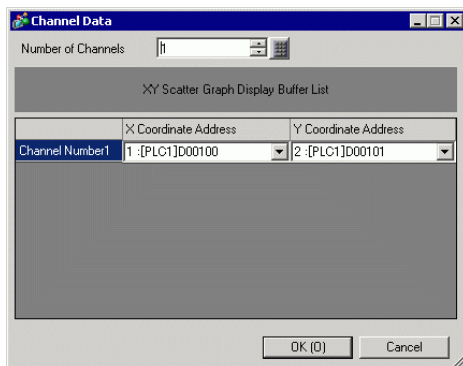 Channel Data
Number of Channels 1
XY Scatter Graph Display Buffer List
X Coordinate Address Y Coordinate Address
Channel Number1 1 :[PLC1]D00100 2 :[PLC1]D00101
OK (O) Cancel